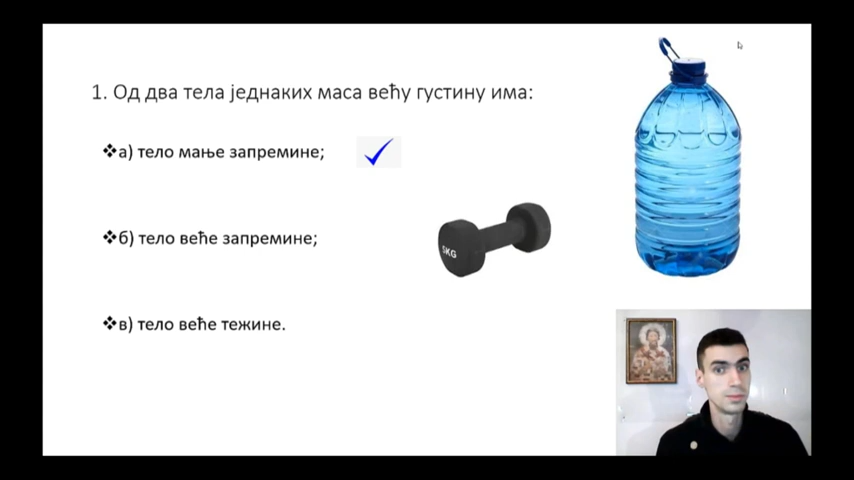 1. Од два тела једнаких маса већу густину има:
❖а) тело мање запремине;
❖б) тело веће запремине;
5KG
❖в) тело веће тежине.